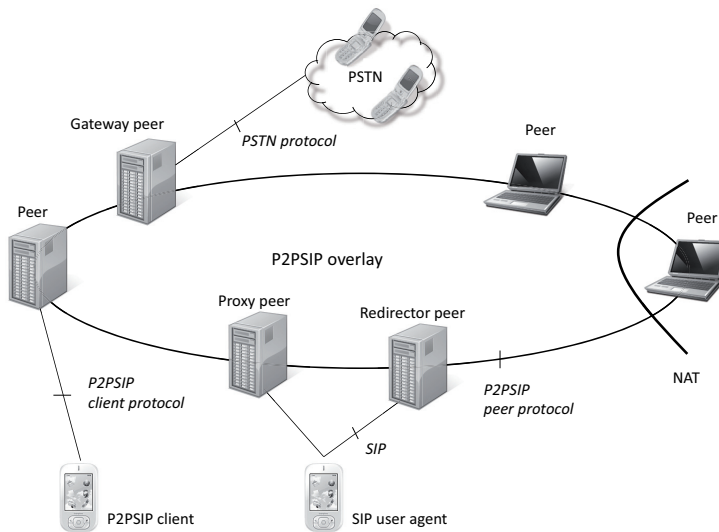 PSTN
Gateway peer
PSTN protocol
Peer
Peer
Peer
P2PSIP overlay
Proxy peer
Redirector peer
NAT
P2PSIP
client protocol
P2PSIP
peer protocol
SIP
P2PSIP client
SIP user agent